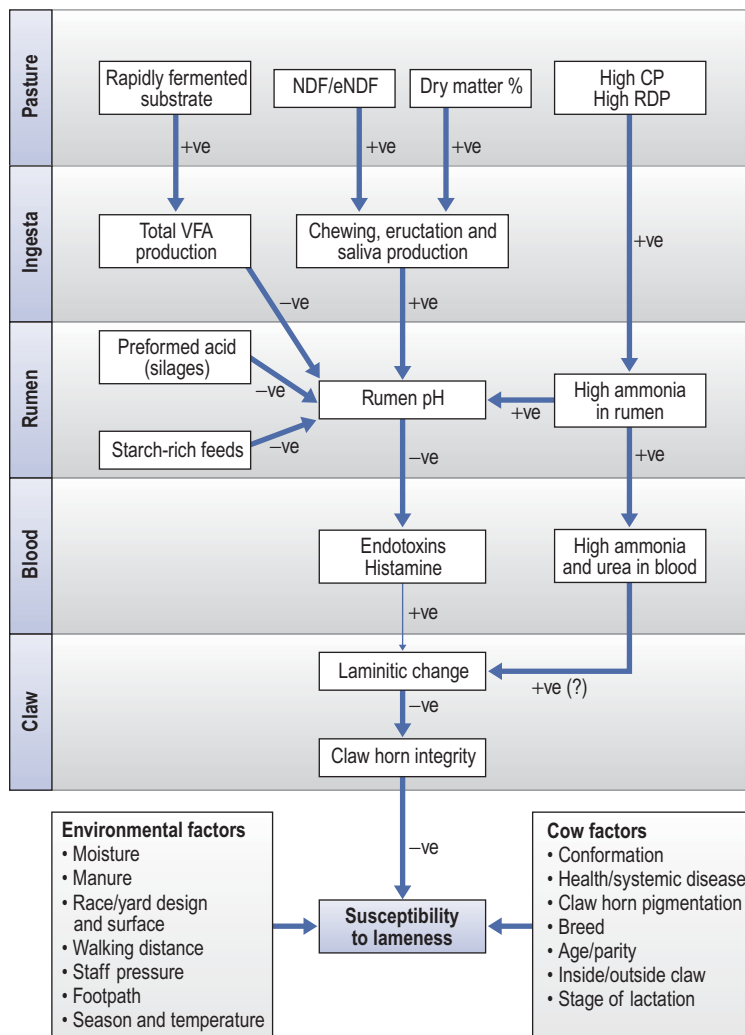 Pasture
Rapidly fermented
substrate
NDF/eNDF
Dry matter %
High CP
High RDP
+ve
+ve
+ve
+ve
Ingesta
Total VFA
production
Chewing, eructation and
saliva production
–ve
+ve
Rumen
Preformed acid
(silages)
–ve
Rumen pH
+ve
High ammonia
in rumen
Starch-rich feeds
–ve
–ve
+ve
Blood
Endotoxins
Histamine
High ammonia
and urea in blood
+ve
Claw
Laminitic change
+ve (?)
–ve
Claw horn integrity
–ve
Environmental factors
• Moisture
• Manure
• Race/yard design
and surface
• Walking distance
• Staff pressure
• Footpath
• Season and temperature
Susceptibility
to lameness
Cow factors
• Conformation
• Health/systemic disease
• Claw horn pigmentation
• Breed
• Age/parity
• Inside/outside claw
• Stage of lactation